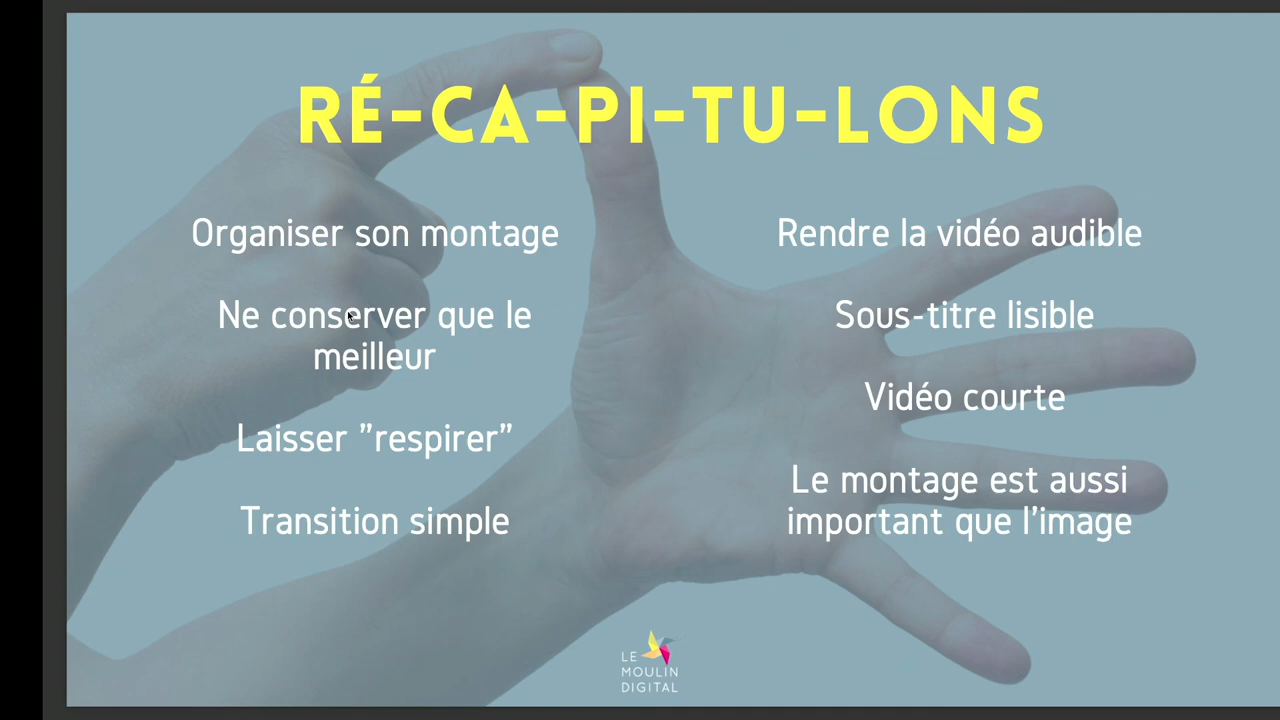 RÉ-CA-PI-TU-LONS
Organiser son montage
Ne conserver que le
meilleur
Laisser "respirer"
Transition simple
Rendre la vidéo audible
Sous-titre lisible
Vidéo courte
Le montage est aussi
important que l'image
LE
MOULIN
DIGITAL